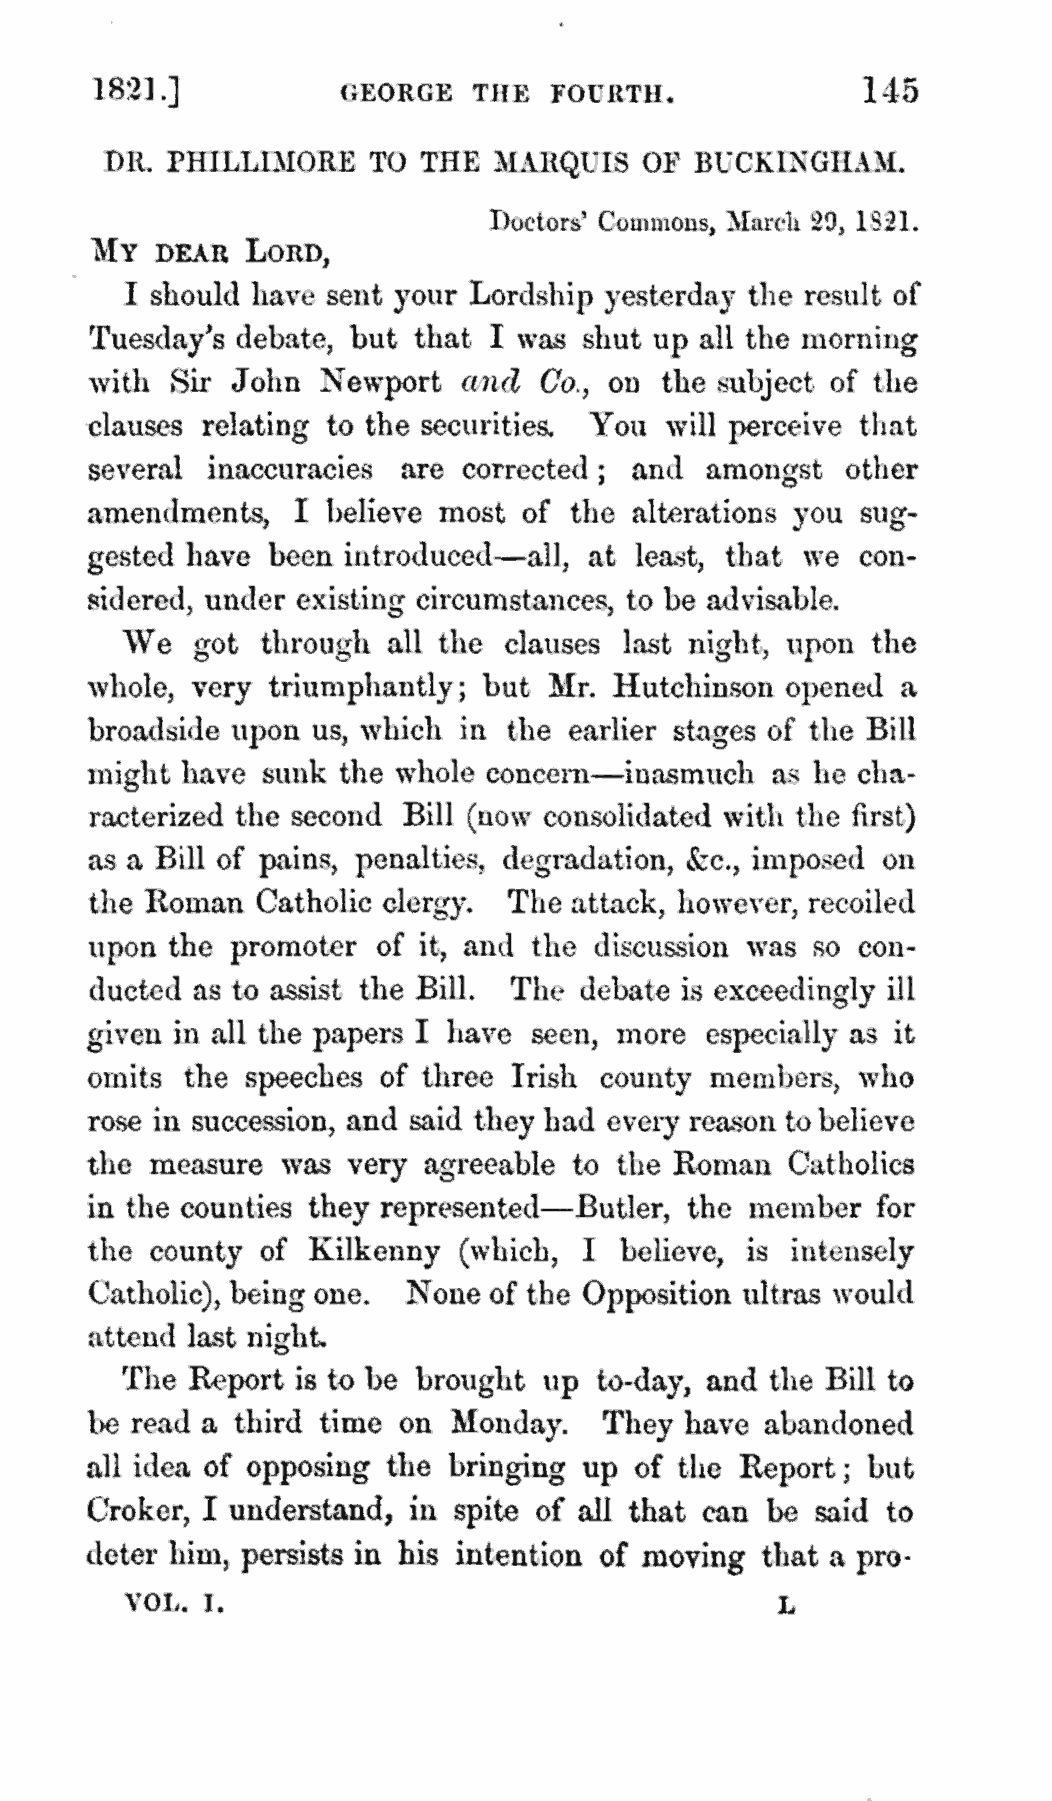 1821.] GEORGE THE FOURTH. 145
DR. PHILLIMORE TO THE MARQUIS OF BUCKINGHAM.
Doctors' Commons, March 29, 1821.
MY DEAR LORD,
I should have sent your Lordship yesterday the result of
Tuesday's debate, but that I was shut up all the morning
with Sir John Newport and Co., on the subject of the
clauses relating to the securities. You will perceive that
several inaccuracies are corrected; and amongst other
amendments, I believe most of the alterations you sug-
gested have been introduced—all, at least, that we con-
sidered, under existing circumstances, to be advisable.
We got through all the clauses last night, upon the
whole, very triumphantly; but Mr. Hutchinson opened a
broadside upon us, which in the earlier stages of the Bill
might have sunk the whole concern—inasmuch as he cha-
racterized the second Bill (now consolidated with the first)
as a Bill of pains, penalties, degradation, &c., imposed on
the Roman Catholic clergy. The attack, however, recoiled
upon the promoter of it, and the discussion was so con-
ducted as to assist the Bill. The debate is exceedingly ill
given in all the papers I have seen, more especially as it
omits the speeches of three Irish county members, who
rose in succession, and said they had every reason to believe
the measure was very agreeable to the Roman Catholics
in the counties they represented—Butler, the member for
the county of Kilkenny (which, I believe, is intensely
Catholic), being one. None of the Opposition ultras would
attend last night.
The Report is to be brought up to-day, and the Bill to
be read a third time on Monday. They have abandoned
all idea of opposing the bringing up of the Report; but
Croker, I understand, in spite of all that can be said to
deter him, persists in his intention of moving that a pro-
VOL. I. L